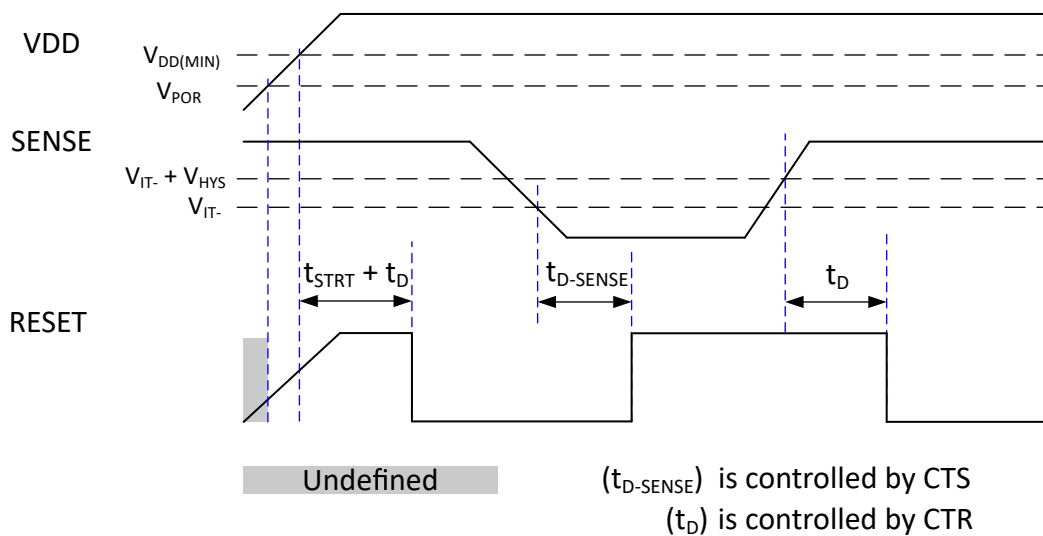 VDD
V_DD(MIN)
V_POR
SENSE
V_IT- + V_HYS
V_IT-
t_STRT + t_D
t_D-SENSE
t_D
RESET
Undefined
(t_D-SENSE) is controlled by CTS
(t_D) is controlled by CTR